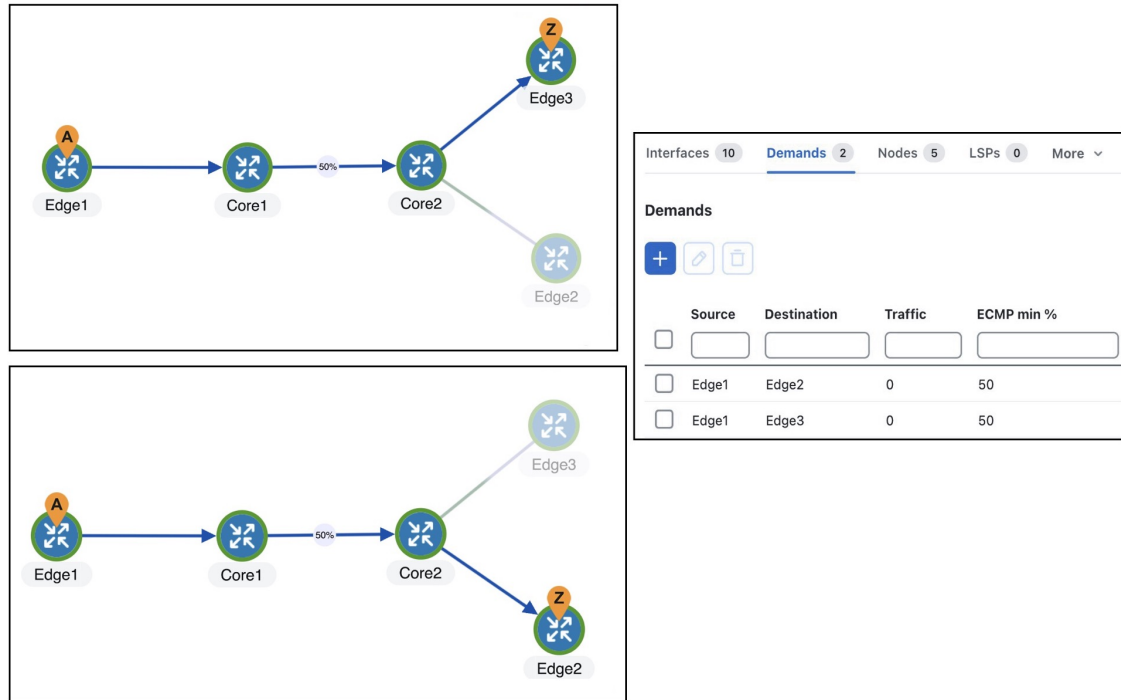 Z
Edge3
A
50%
Edge1
Core1
Core2
Edge2
Edge3
A
50%
Edge1
Core1
Core2
Z
Edge2
Interfaces 10 Demands 2 Nodes 5 LSPs 0 More
Demands
+
Source Destination Traffic ECMP min %
Edge1 Edge2 0 50
Edge1 Edge3 0 50